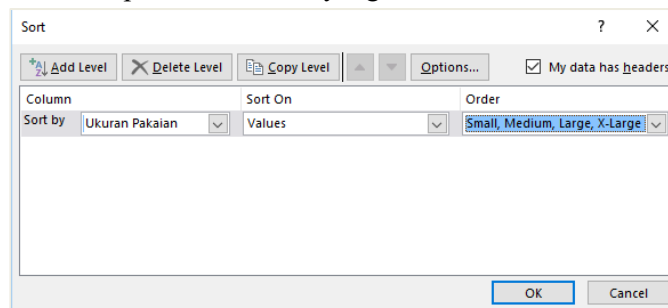 Sort ? ×
Add Level Delete Level Copy Level Options... My data has headers
Column Sort On Order
Sort by Ukuran Pakaian Values Small, Medium, Large, X-Large
OK Cancel